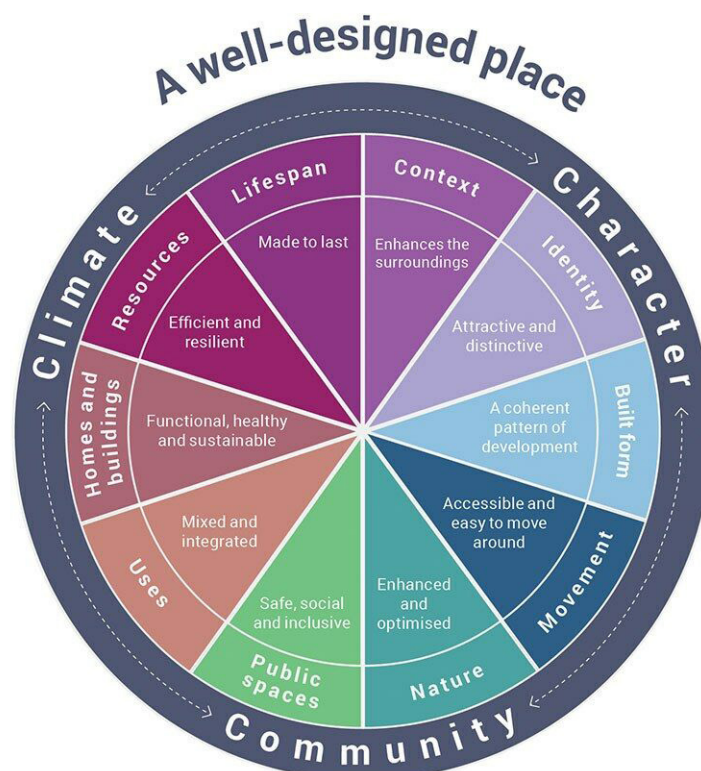 A well-designed place
Climate
Character
Community
Context
Enhances the
surroundings
Identity
Attractive and
distinctive
Built form
A coherent
pattern of
development
Movement
Accessible and
easy to move
around
Nature
Enhanced
and
optimised
Public
spaces
Safe, social
and inclusive
Uses
Mixed and
integrated
Homes and
buildings
Functional, healthy
and sustainable
Resources
Efficient and
resilient
Lifespan
Made to last